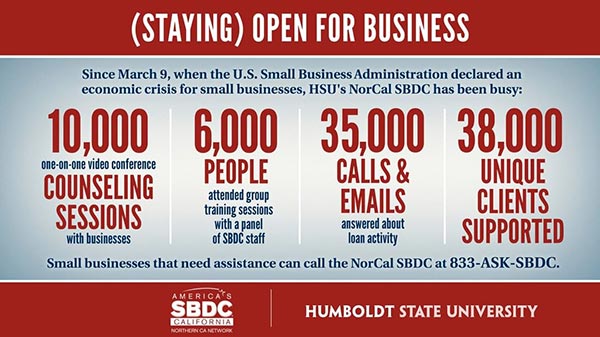 (STAYING) OPEN FOR BUSINESS
Since March 9, when the U.S. Small Business Administration declared an
economic crisis for small businesses, HSU's NorCal SBDC has been busy:
10,000
one-on-one video conference
COUNSELING
SESSIONS
with businesses
6,000
PEOPLE
attended group
training sessions
with a panel
of SBDC staff
35,000
CALLS &
EMAILS
answered about
loan activity
38,000
UNIQUE
CLIENTS
SUPPORTED
Small businesses that need assistance can call the NorCal SBDC at 833-ASK-SBDC.
AMERICA'S
SBDC
CALIFORNIA
NORTHERN CA NETWORK
HUMBOLDT STATE UNIVERSITY